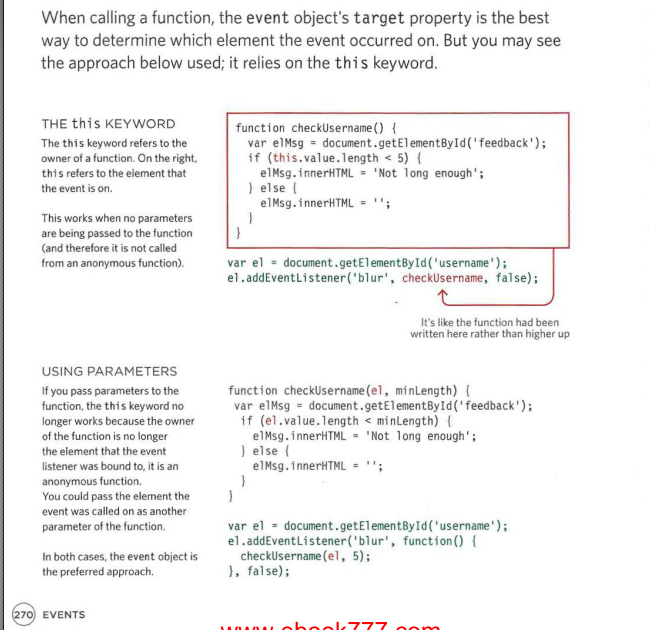 When calling a function, the event object's target property is the best
way to determine which element the event occurred on. But you may see
the approach below used; it relies on the this keyword.
THE this KEYWORD
The this keyword refers to the
owner of a function. On the right,
this refers to the element that
the event is on.
This works when no parameters
are being passed to the function
(and therefore it is not called
from an anonymous function).
function checkUsername() {
var elMsg = document.getElementById('feedback');
if (this.value.length < 5) {
elMsg.innerHTML = 'Not long enough';
} else {
elMsg.innerHTML = '';
}
}
var el = document.getElementById('username');
el.addEventListener('blur', checkUsername, false);
It's like the function had been
written here rather than higher up
USING PARAMETERS
If you pass parameters to the
function, the this keyword no
longer works because the owner
of the function is no longer
the element that the event
listener was bound to, it is an
anonymous function.
You could pass the element the
event was called on as another
parameter of the function.
In both cases, the event object is
the preferred approach.
function checkUsername(el, minLength) {
var elMsg = document.getElementById('feedback');
if (el.value.length < minLength) {
elMsg.innerHTML = 'Not long enough';
} else {
elMsg.innerHTML = '';
}
}
var el = document.getElementById('username');
el.addEventListener('blur', function() {
checkUsername(el, 5);
}, false);
270 EVENTS
www.ebook777.com